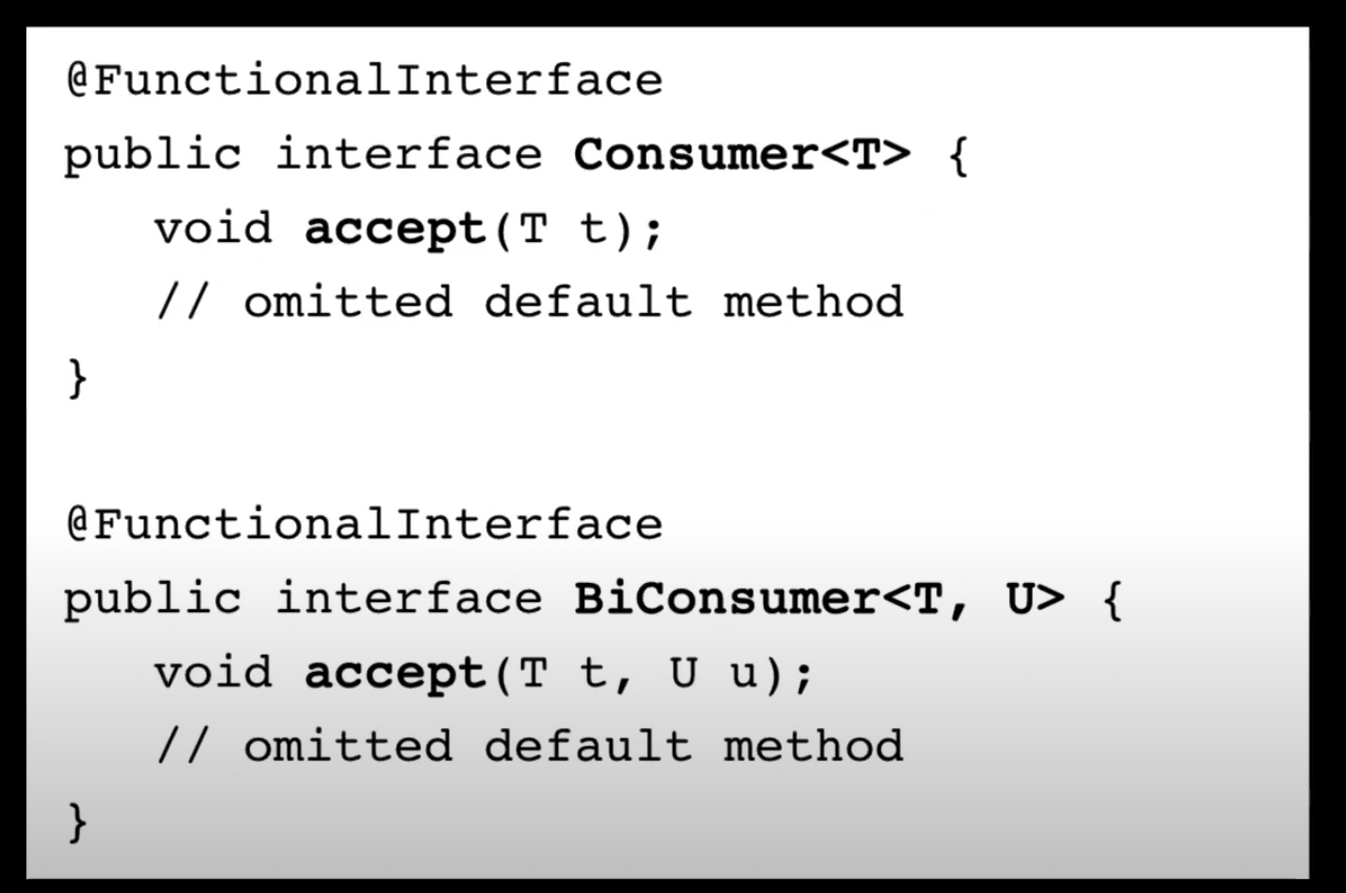 @FunctionalInterface
public interface Consumer<T> {
void accept(T t);
// omitted default method
}
@FunctionalInterface
public interface BiConsumer<T, U> {
void accept(T t, U u);
// omitted default method
}